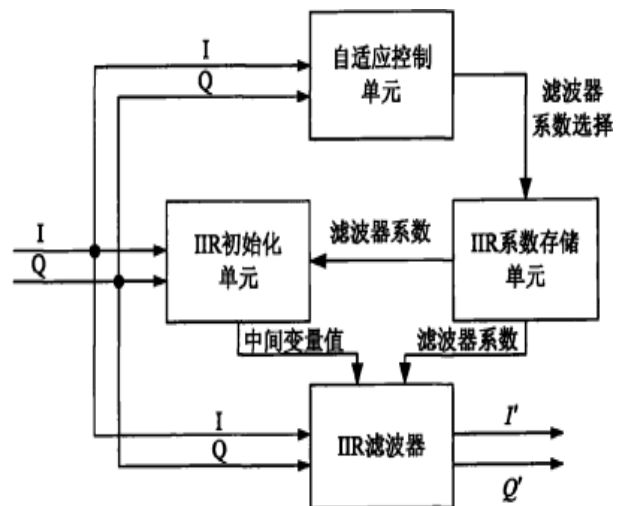 I
Q
自适应控制
单元
滤波器
系数选择
I
Q
IIR初始化
单元
滤波器系数
IIR系数存储
单元
中间变量值
滤波器系数
I
Q
IIR滤波器
I'
Q'